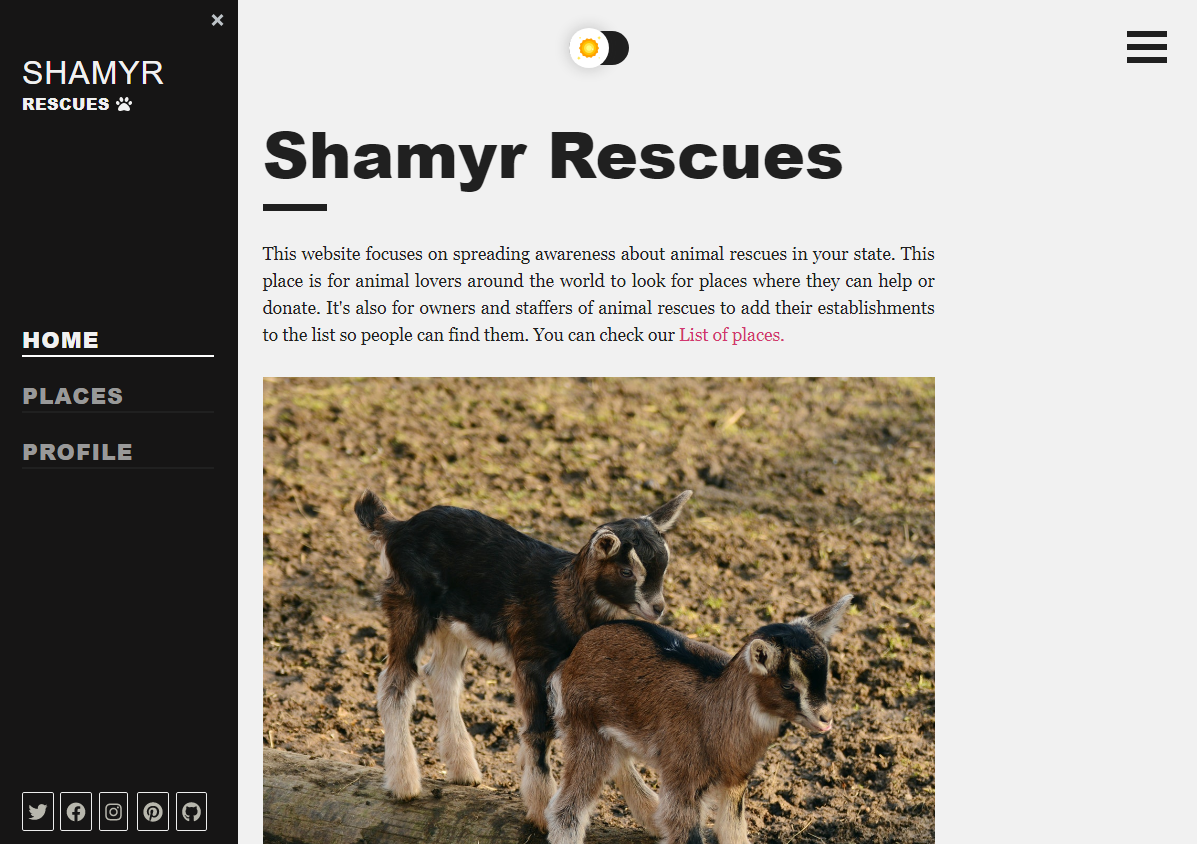 SHAMYR
RESCUES
HOME
PLACES
PROFILE
Shamyr Rescues
This website focuses on spreading awareness about animal rescues in your state. This
place is for animal lovers around the world to look for places where they can help or
donate. It's also for owners and staffers of animal rescues to add their establishments
to the list so people can find them. You can check our List of places.